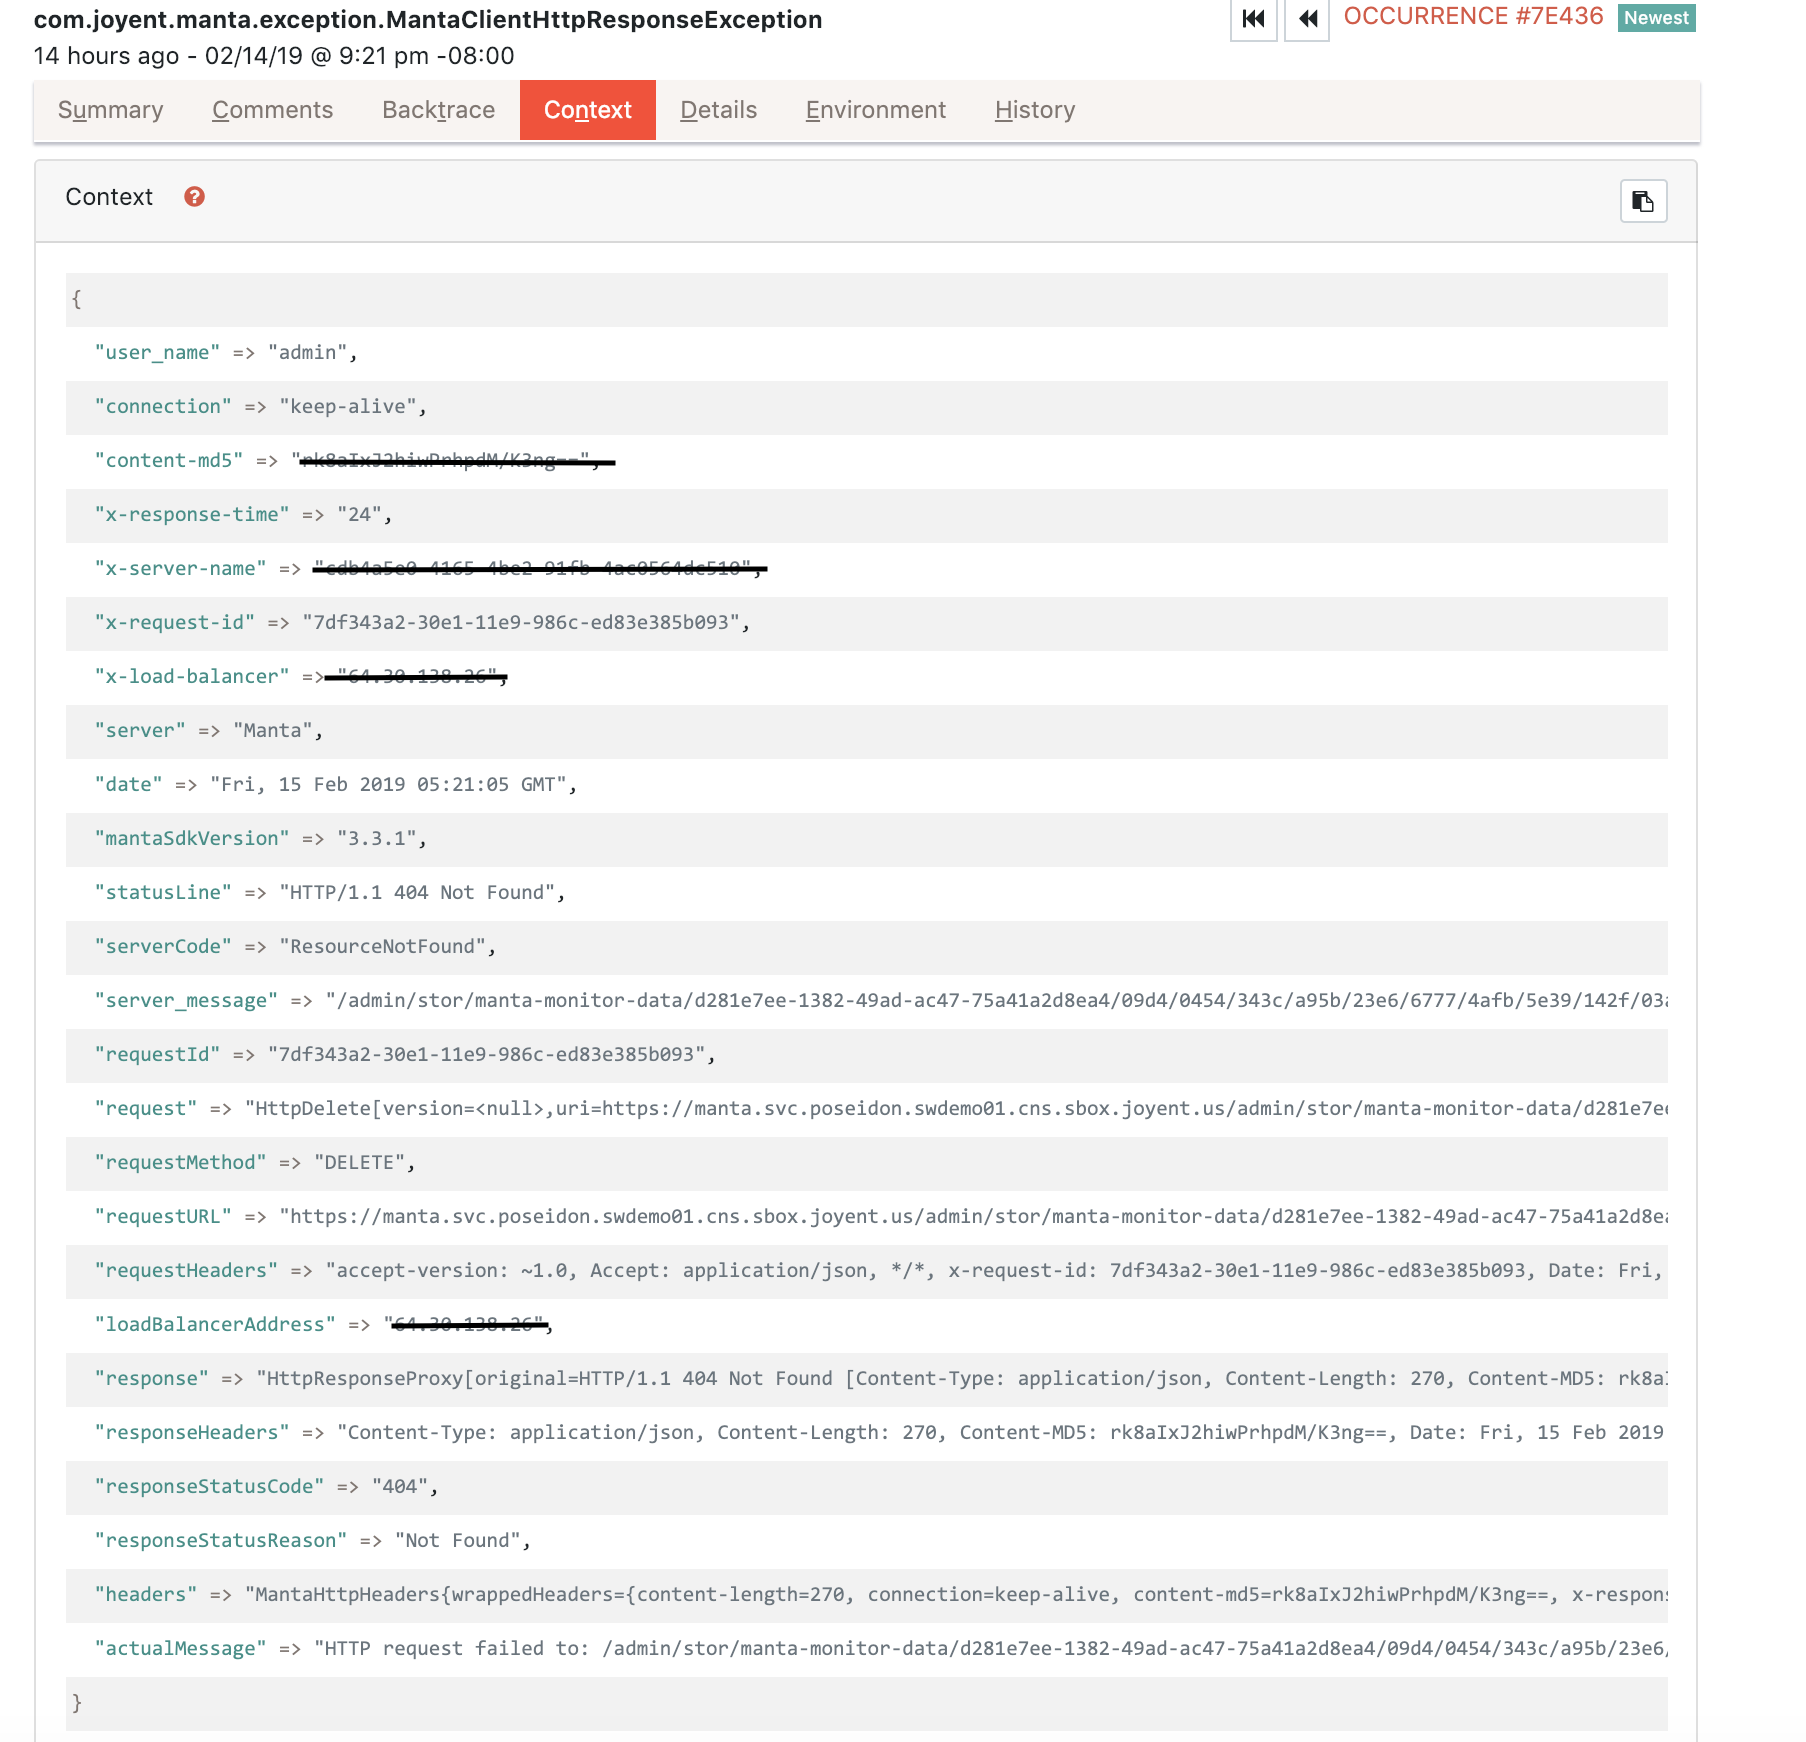 com.joyent.manta.exception.MantaClientHttpResponseException
OCCURRENCE #7E436 Newest
14 hours ago - 02/14/19 @ 9:21 pm -08:00
Summary Comments Backtrace Context Details Environment History
Context ?
{
"user_name" => "admin",
"connection" => "keep-alive",
"content-md5" => "
"x-response-time" => "24",
"x-server-name" =>
"x-request-id" => "7df343a2-30e1-11e9-986c-ed83e385b093",
"x-load-balancer" =>
"server" => "Manta",
"date" => "Fri, 15 Feb 2019 05:21:05 GMT",
"mantaSdkVersion" => "3.3.1",
"statusLine" => "HTTP/1.1 404 Not Found",
"serverCode" => "ResourceNotFound",
"server_message" => "/admin/stor/manta-monitor-data/d281e7ee-1382-49ad-ac47-75a41a2d8ea4/09d4/0454/343c/a95b/23e6/6777/4afb/5e39/142f/03a
"requestId" => "7df343a2-30e1-11e9-986c-ed83e385b093",
"request" => "HttpDelete[version=<null>,uri=https://manta.svc.poseidon.swdemo01.cns.sbox.joyent.us/admin/stor/manta-monitor-data/d281e7ee
"requestMethod" => "DELETE",
"requestURL" => "https://manta.svc.poseidon.swdemo01.cns.sbox.joyent.us/admin/stor/manta-monitor-data/d281e7ee-1382-49ad-ac47-75a41a2d8ea
"requestHeaders" => "accept-version: ~1.0, Accept: application/json, */*, x-request-id: 7df343a2-30e1-11e9-986c-ed83e385b093, Date: Fri,
"loadBalancerAddress" => "
"response" => "HttpResponseProxy[original=HTTP/1.1 404 Not Found [Content-Type: application/json, Content-Length: 270, Content-MD5: rk8aI
"responseHeaders" => "Content-Type: application/json, Content-Length: 270, Content-MD5: rk8aIxJ2hiwPrhpdM/K3ng==, Date: Fri, 15 Feb 2019
"responseStatusCode" => "404",
"responseStatusReason" => "Not Found",
"headers" => "MantaHttpHeaders{wrappedHeaders={content-length=270, connection=keep-alive, content-md5=rk8aIxJ2hiwPrhpdM/K3ng==, x-respons
"actualMessage" => "HTTP request failed to: /admin/stor/manta-monitor-data/d281e7ee-1382-49ad-ac47-75a41a2d8ea4/09d4/0454/343c/a95b/23e6/
}